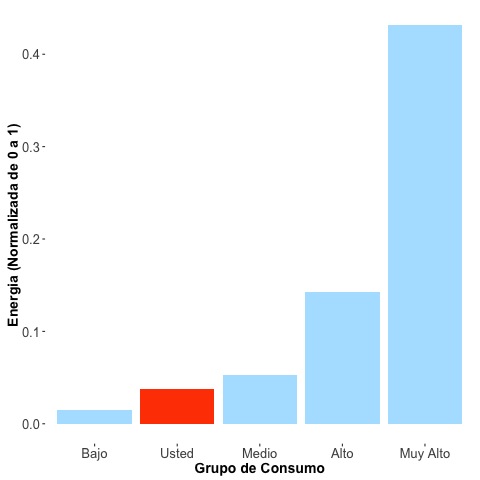 Energia (Normalizada de 0 a 1)
0.4
0.3
0.2
0.1
0.0
Bajo Usted Medio Alto Muy Alto
Grupo de Consumo